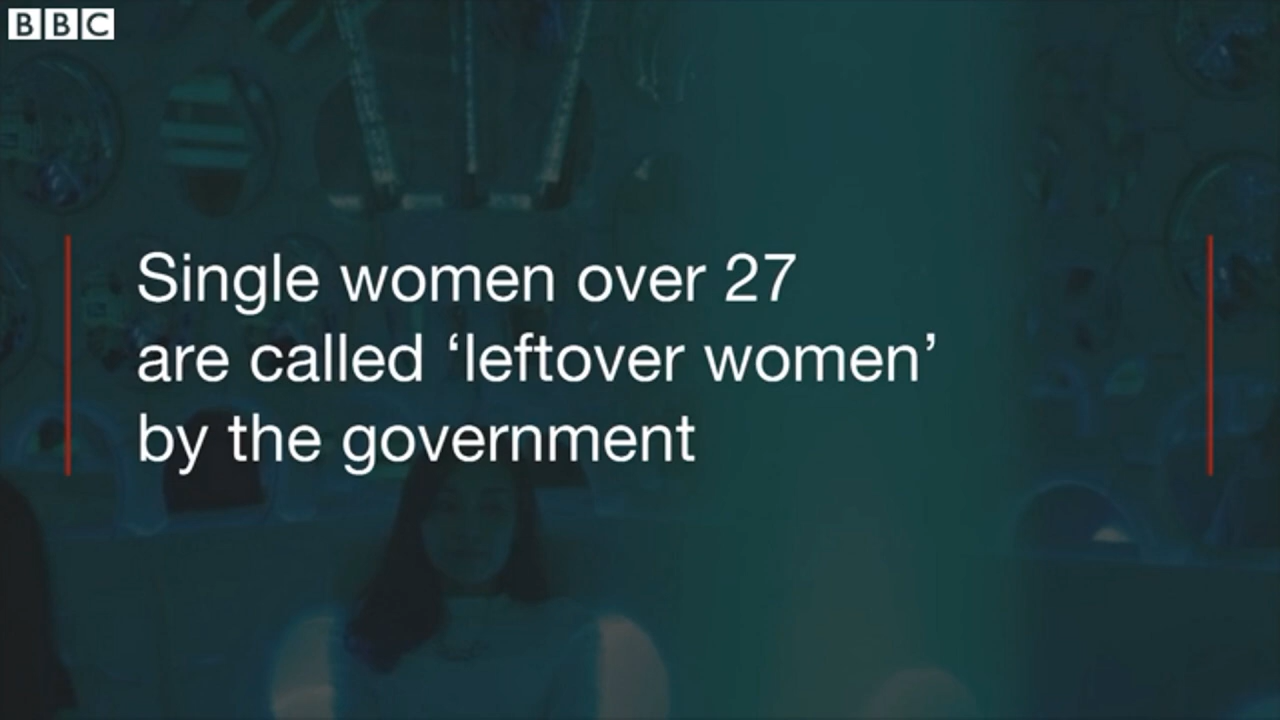 BBC
Single women over 27
are called ‘leftover women’
by the government